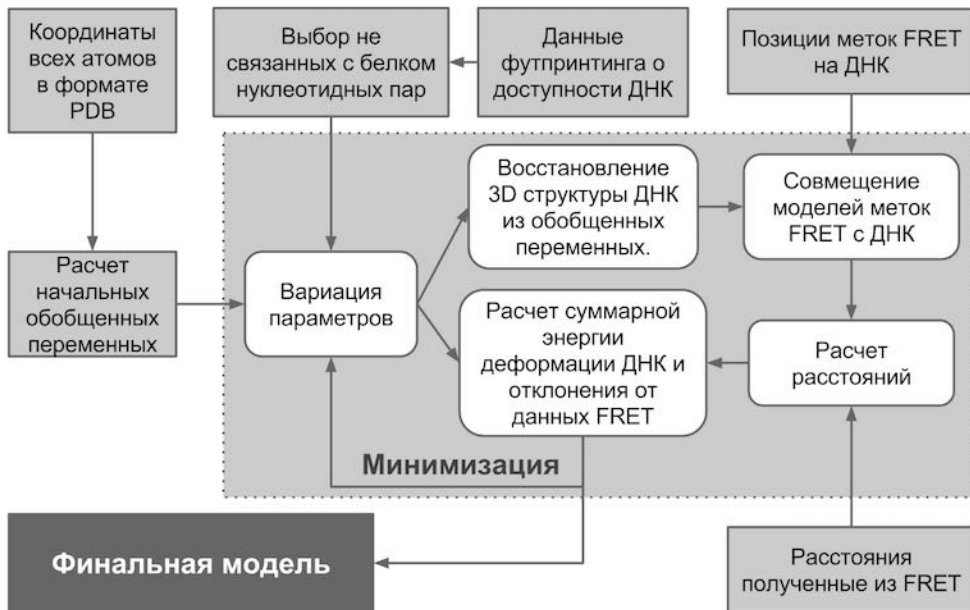 Координаты
всех атомов
в формате
PDB
Выбор не
связанных с белком
нуклеотидных пар
Данные
футпринтинга о
доступности ДНК
Позиции меток FRET
на ДНК
Восстановление
3D структуры ДНК
из обобщенных
переменных.
Совмещение
моделей меток
FRET с ДНК
Расчет
начальных
обобщенных
переменных
Вариация
параметров
Расчет суммарной
энергии
деформации ДНК и
отклонения от
данных FRET
Расчет
расстояний
Минимизация
Финальная модель
Расстояния
полученные из FRET